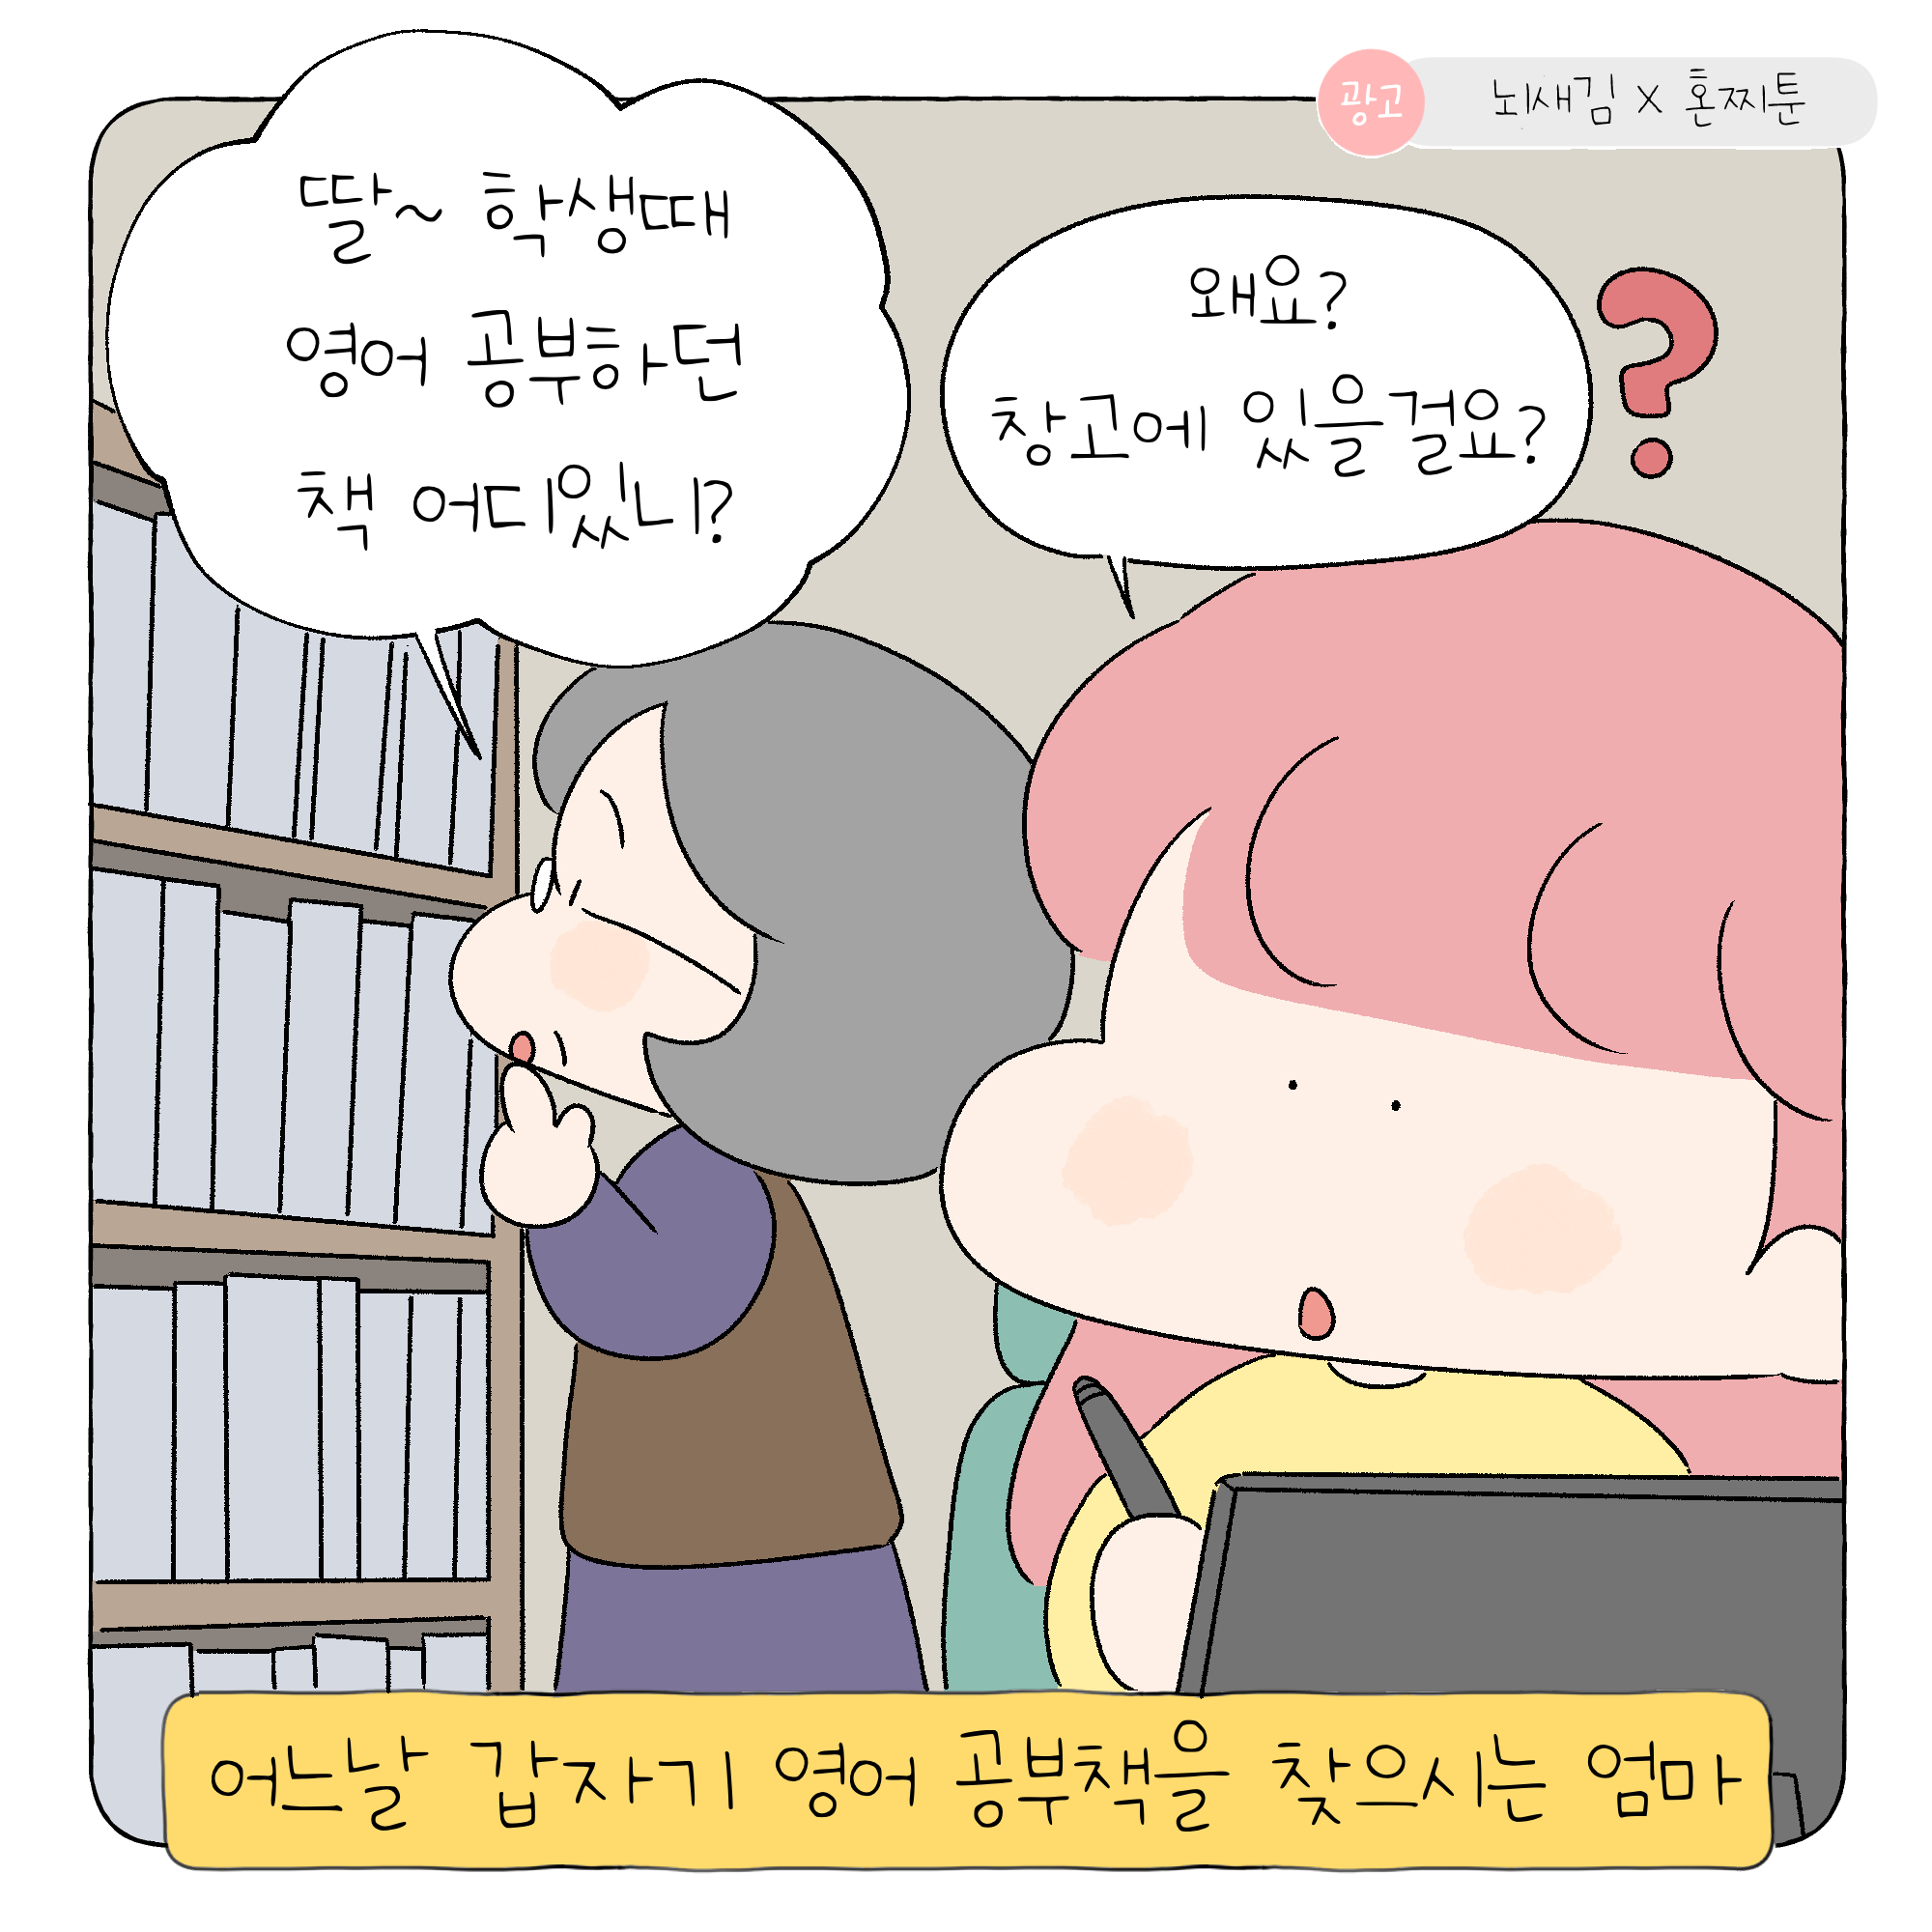 광고 뇌새김 X 혼찌툰
딸~ 학생때
영어 공부하던
책 어디있니?
왜요?
창고에 있을걸요?
?
어느날 갑자기 영어 공부책을 찾으시는 엄마